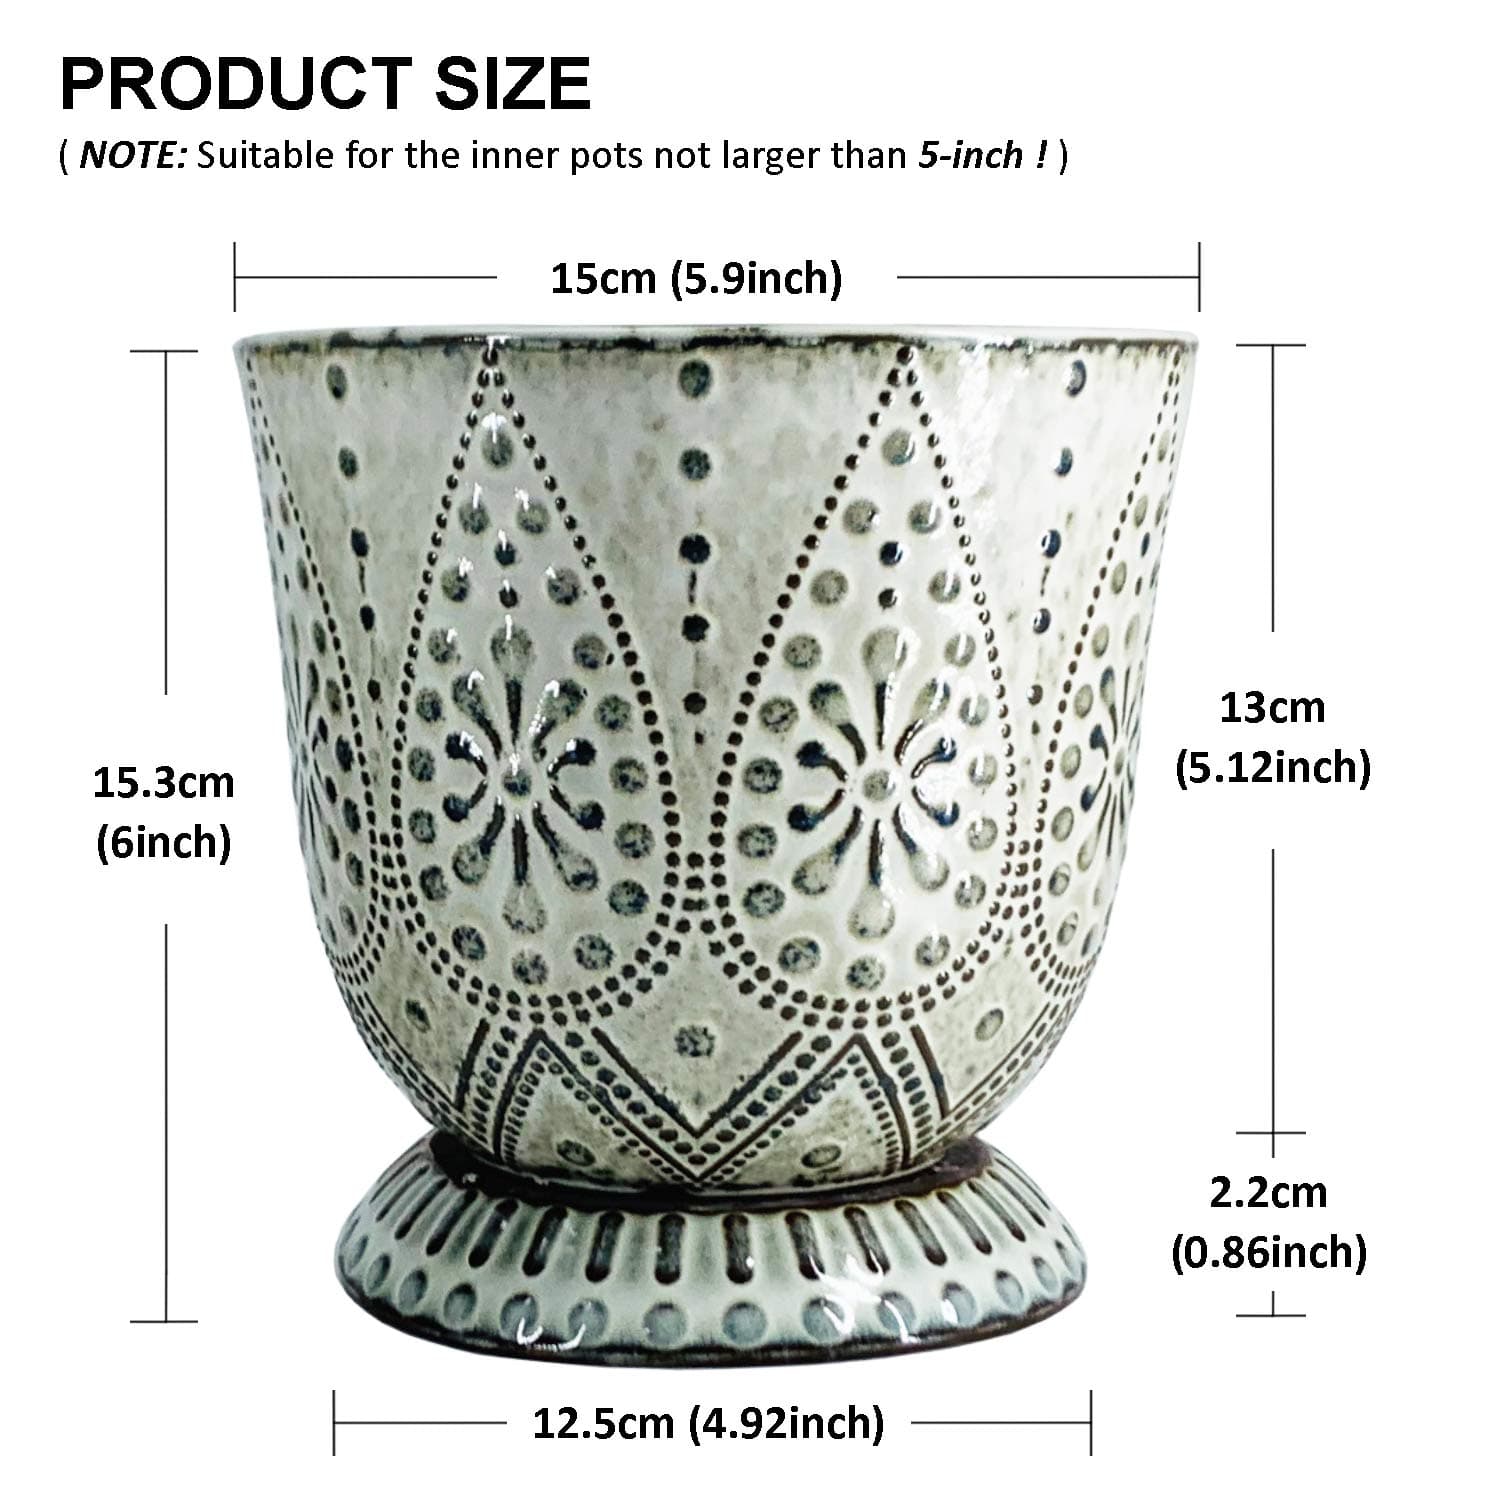 PRODUCT SIZE
( NOTE: Suitable for the inner pots not larger than 5-inch ! )
15cm (5.9inch)
15.3cm
(6inch)
13cm
(5.12inch)
2.2cm
(0.86inch)
12.5cm (4.92inch)